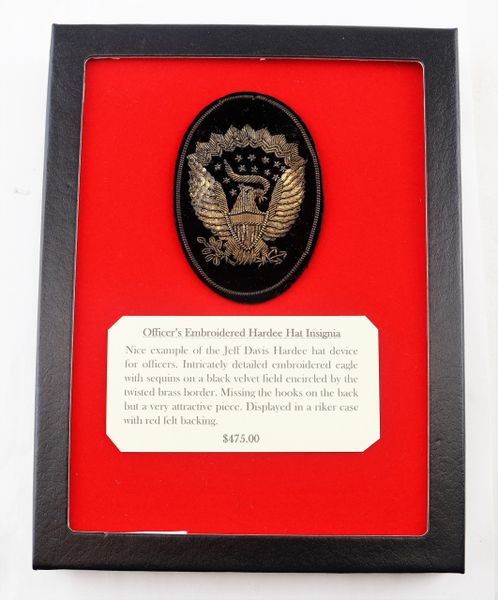 Officer's Embroidered Hardee Hat Insignia
Nice example of the Jeff Davis Hardee hat device
for officers. Intricately detailed embroidered eagle
with sequins on a black velvet field encircled by the
twisted brass border. Missing the hooks on the back
but a very attractive piece. Displayed in a riker case
with red felt backing.
$475.00